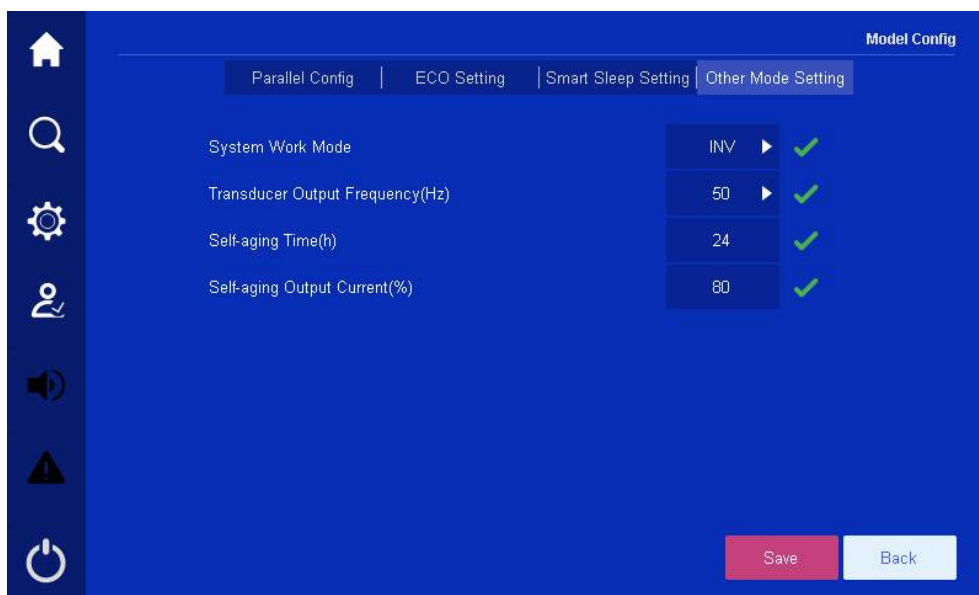 Model Config
Parallel Config | ECO Setting | Smart Sleep Setting | Other Mode Setting
System Work Mode INV
Transducer Output Frequency(Hz) 50
Self-aging Time(h) 24
Self-aging Output Current(%) 80
Save Back